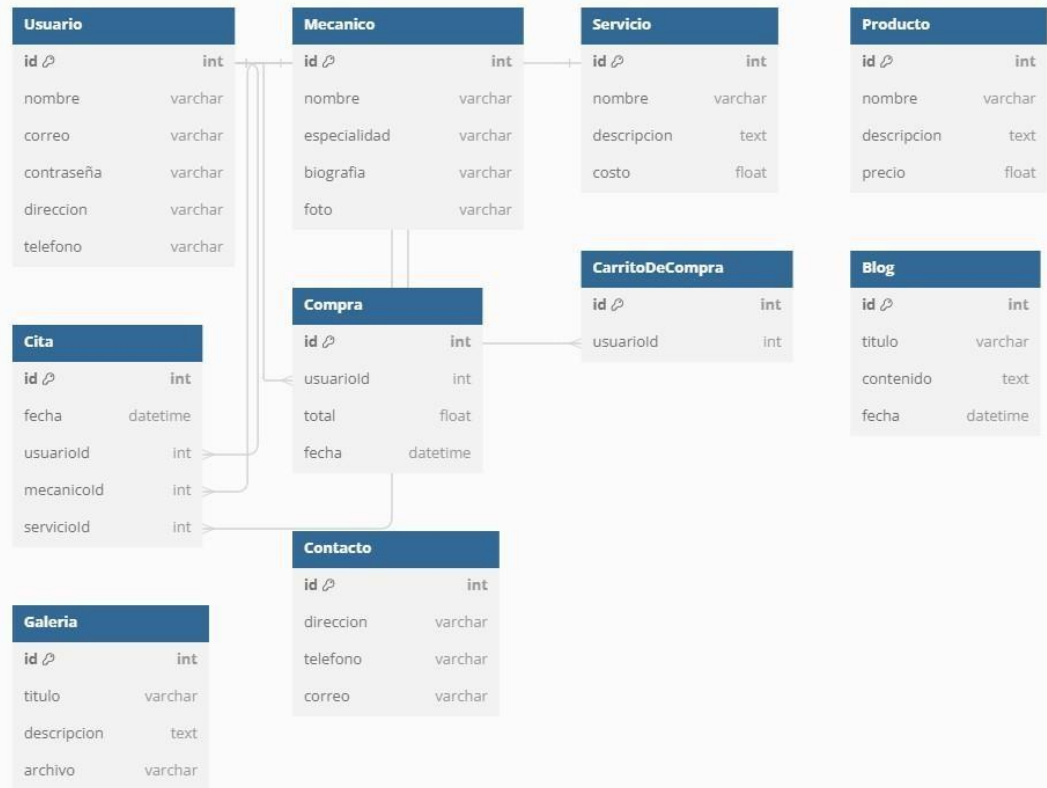 Usuario
id int
nombre varchar
correo varchar
contraseña varchar
direccion varchar
telefono varchar
Mecanico
id int
nombre varchar
especialidad varchar
biografia varchar
foto varchar
Servicio
id int
nombre varchar
descripcion text
costo float
Producto
id int
nombre varchar
descripcion text
precio float
Cita
id int
fecha datetime
usuarioId int
mecanicoId int
servicioId int
Compra
id int
usuarioId int
total float
fecha datetime
CarritoDeCompra
id int
usuarioId int
Blog
id int
titulo varchar
contenido text
fecha datetime
Galeria
id int
titulo varchar
descripcion text
archivo varchar
Contacto
id int
direccion varchar
telefono varchar
correo varchar